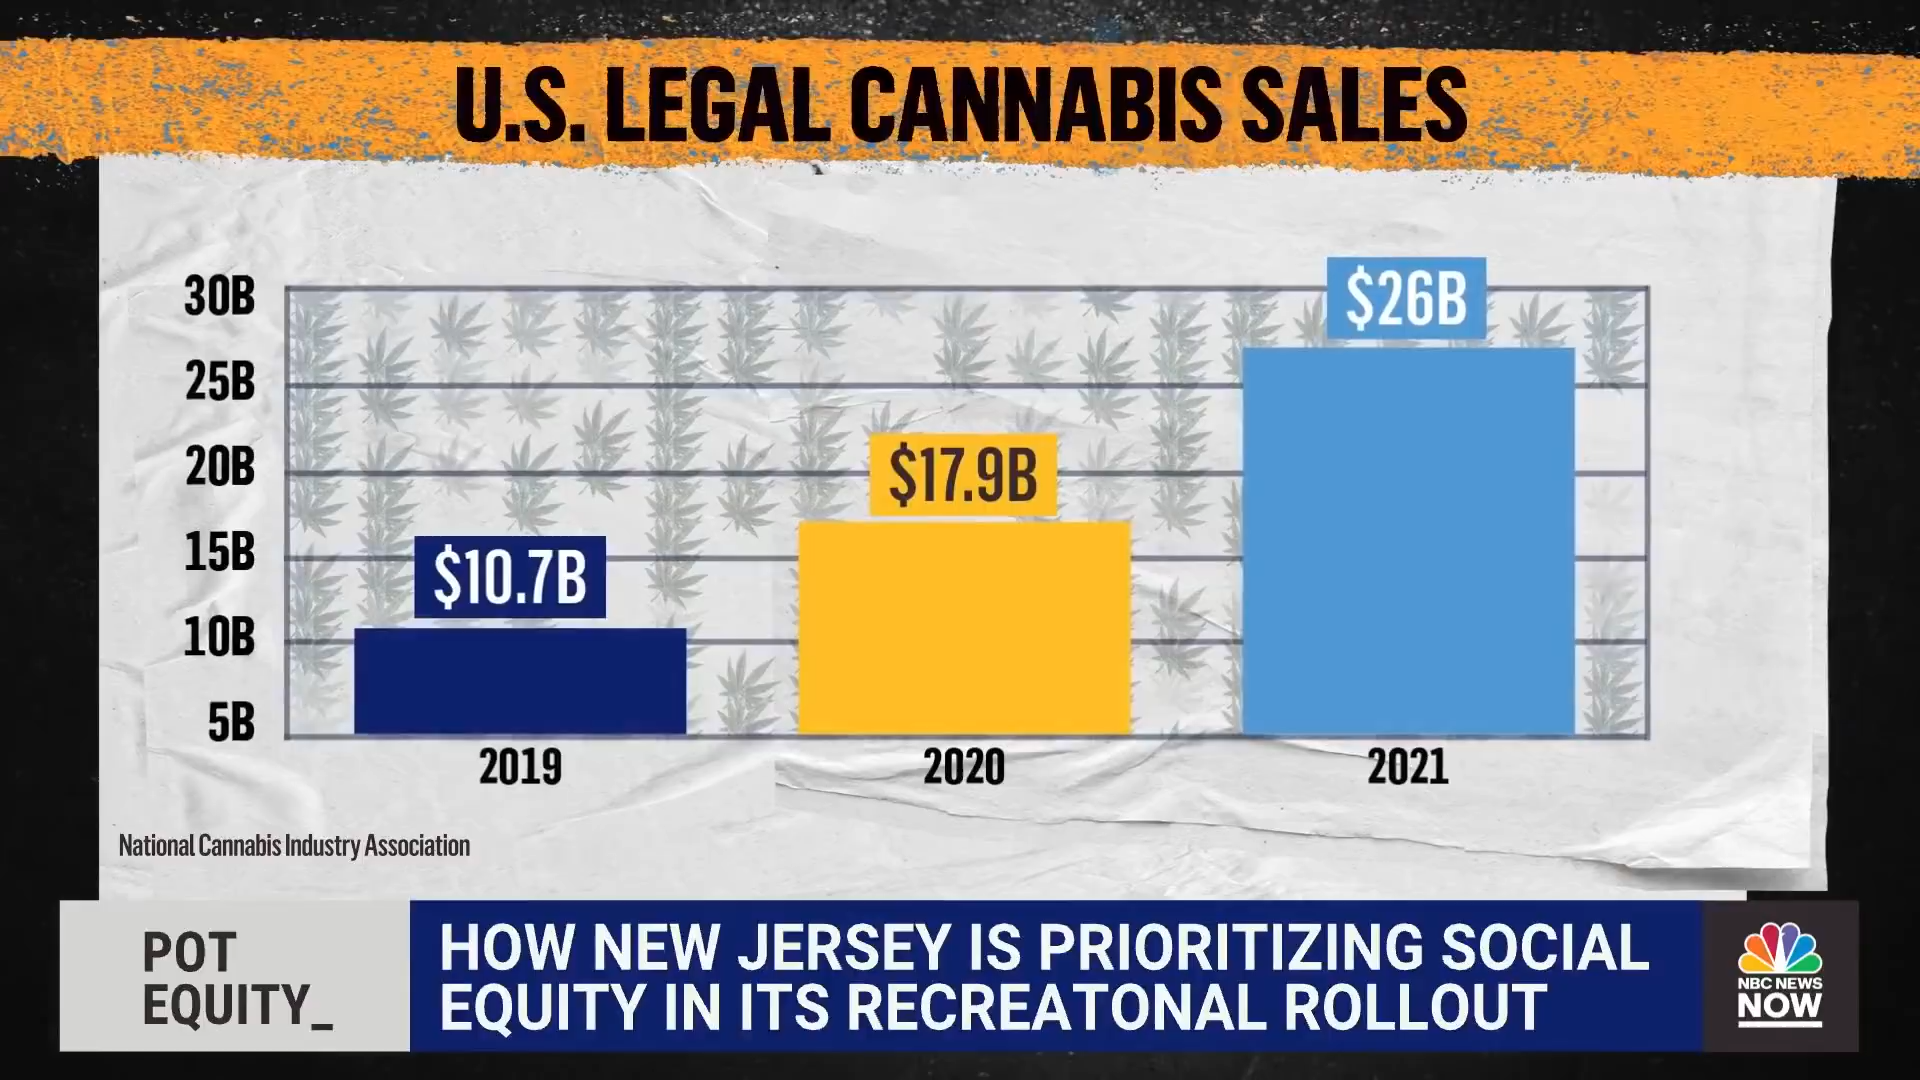 U.S. LEGAL CANNABIS SALES
30B
25B
20B
15B
10B
5B
$10.7B
$17.9B
$26B
2019
2020
2021
National Cannabis Industry Association
POT
EQUITY_
HOW NEW JERSEY IS PRIORITIZING SOCIAL
EQUITY IN ITS RECREATONAL ROLLOUT
NBC NEWS
NOW